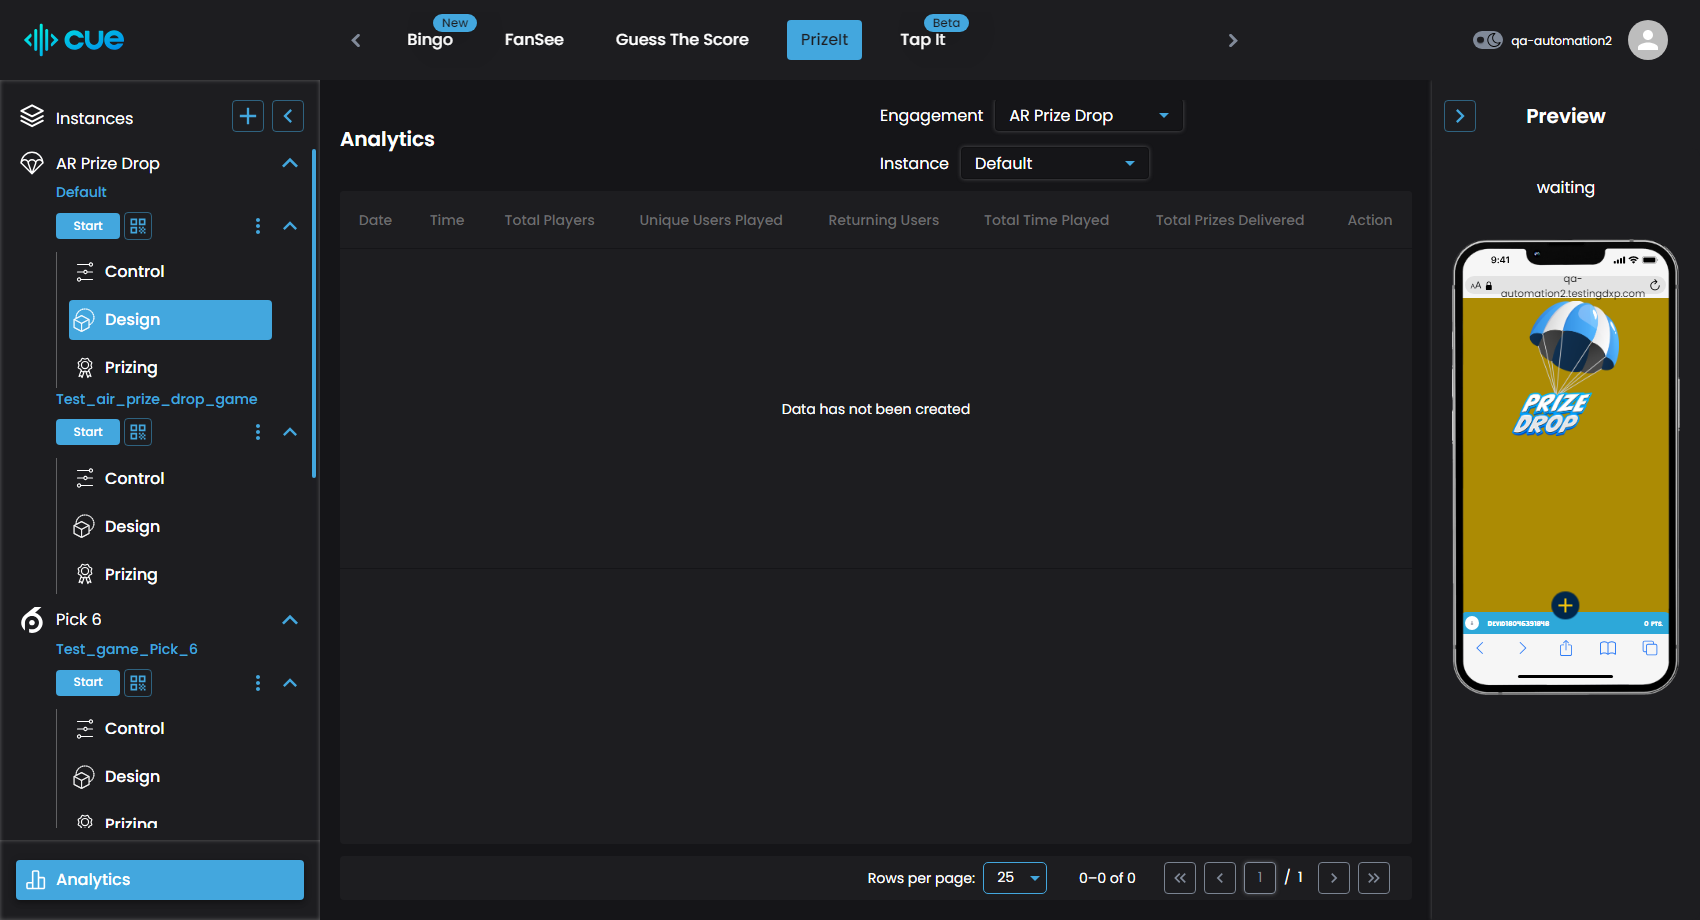 cue
Bingo
New
FanSee
Guess The Score
PrizeIt
Tap It
Beta
qa-automation2
Instances
AR Prize Drop
Default
Start
Control
Design
Prizing
Test_air_prize_drop_game
Start
Control
Design
Prizing
Pick 6
Test_game_Pick_6
Start
Control
Design
Prizing
Analytics
Analytics
Engagement AR Prize Drop
Instance Default
Date Time Total Players Unique Users Played Returning Users Total Time Played Total Prizes Delivered Action
Data has not been created
Rows per page: 25 0–0 of 0 1 / 1
Preview
waiting
9:41
AA
qa-
automation2.testingdxp.com
PRIZE
DROP
0 PTS.